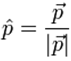 p̂ = p⃗ / |p⃗|